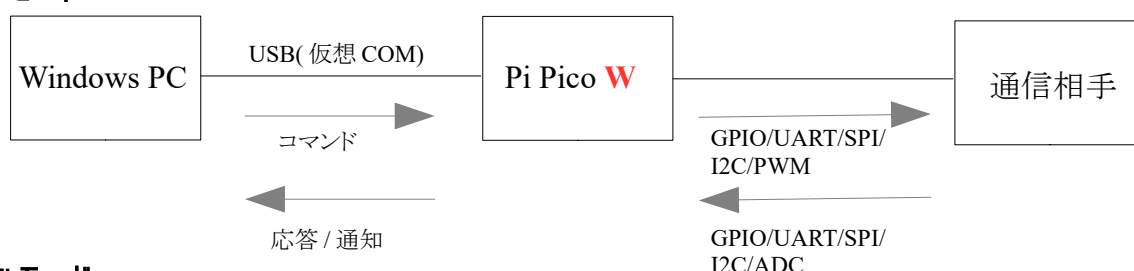 USB( 仮想 COM)
Windows PC
Pi Pico W
通信相手
コマンド
GPIO/UART/SPI/
I2C/PWM
応答 / 通知
GPIO/UART/SPI/
I2C/ADC